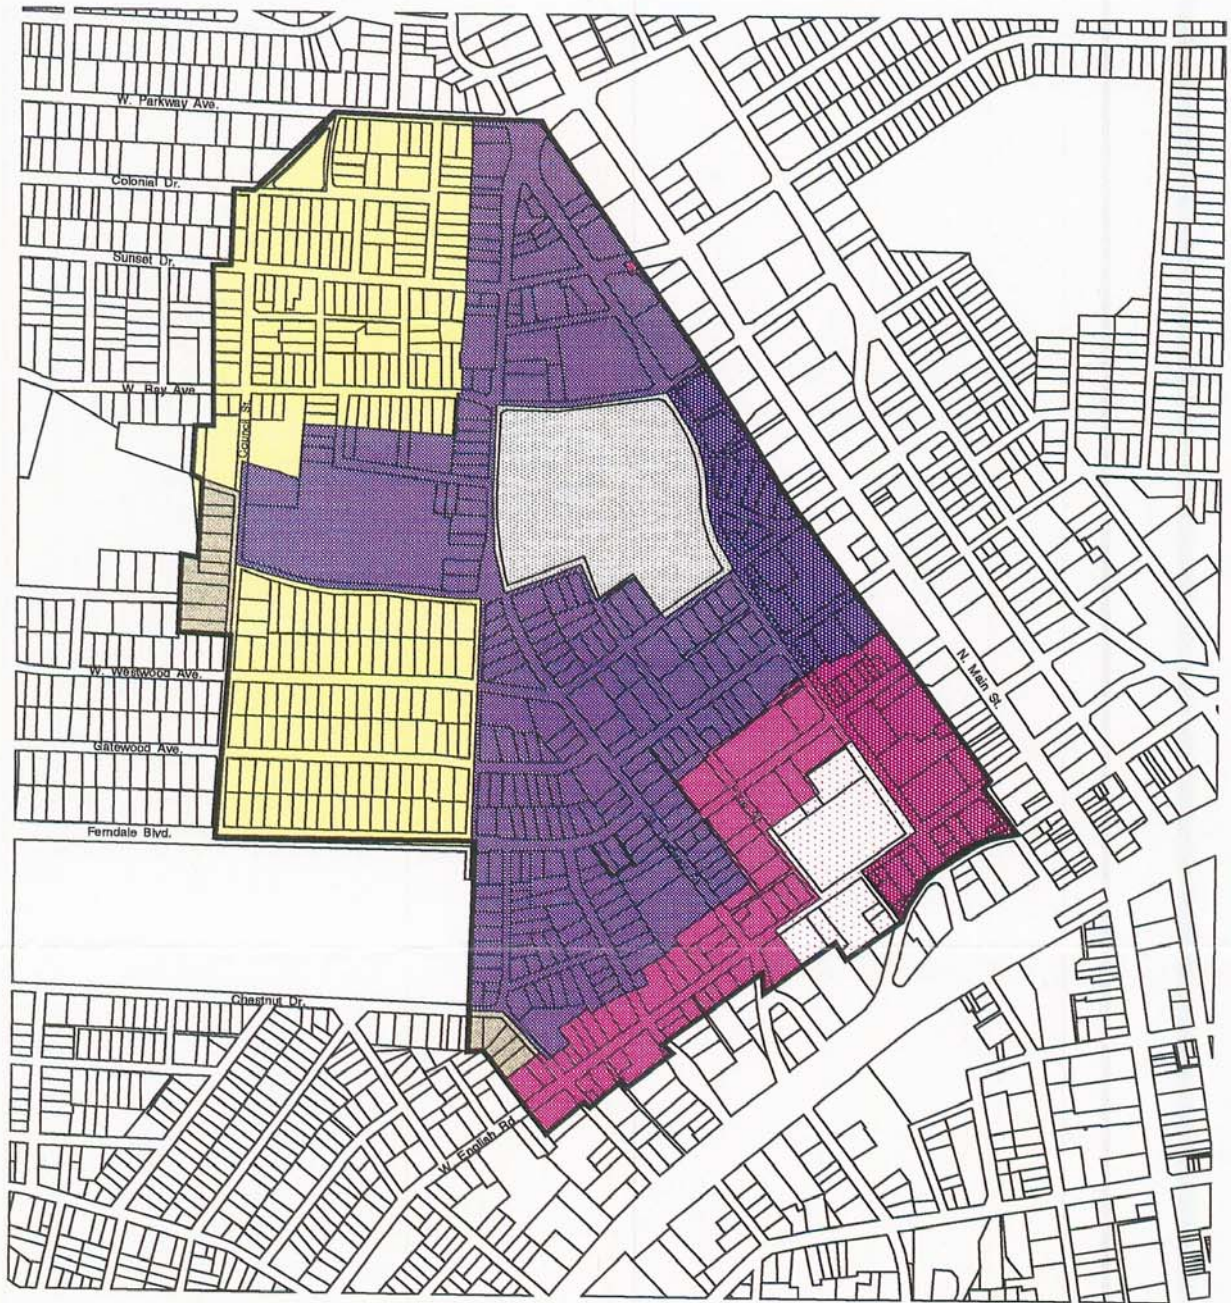 W. Parkway Ave.
Colonial Dr.
Sunset Dr.
W. Ray Ave.
Council St.
W. Westwood Ave.
N. Main St.
Gatewood Ave.
Ferndale Blvd.
Chestnut Dr.
W. English Rd.